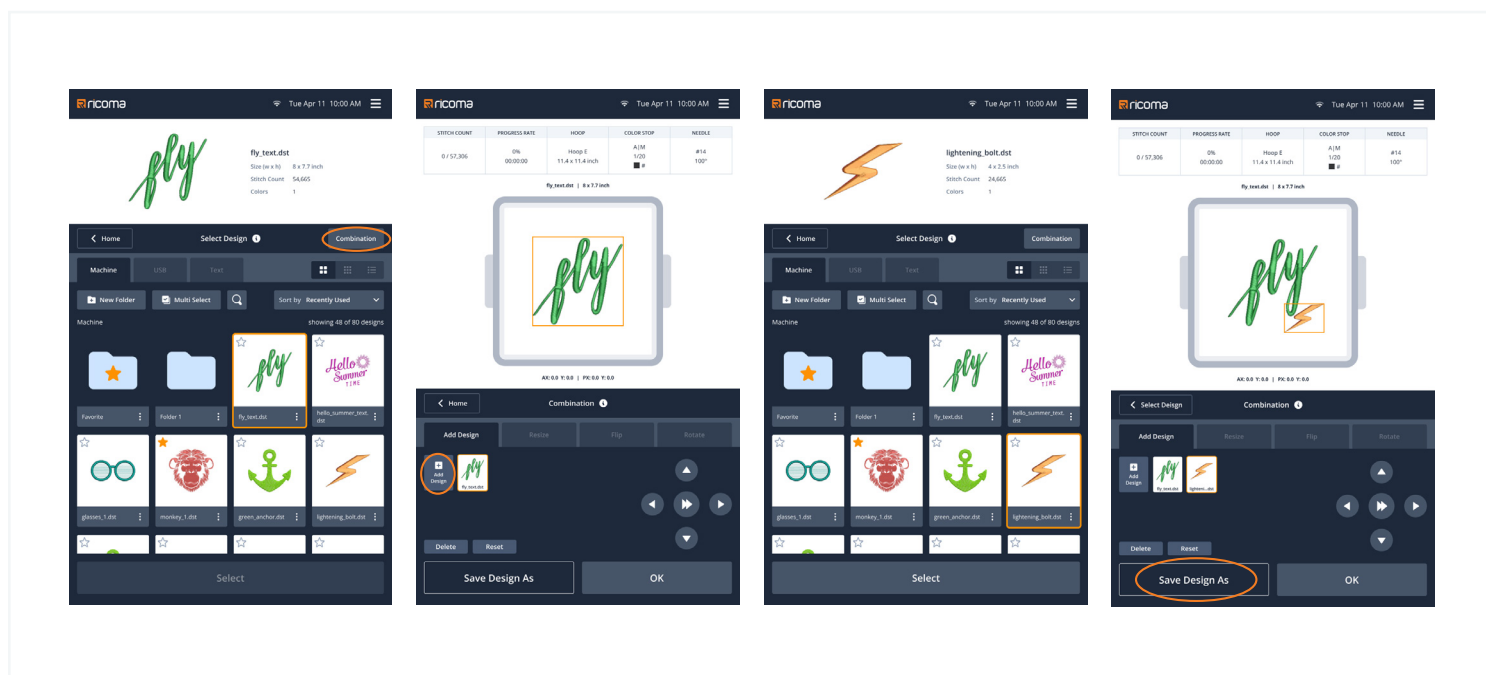 ricoma
Tue Apr 11 10:00 AM
fly
fly_text.dst
Size (w x h) 8 x 7.7 inch
Stitch Count 54,665
Colors 1
Home
Select Design
Combination
Machine
USB
Text
New Folder
Multi Select
Sort by Recently Used
Machine
showing 48 of 80 designs
fly
Hello
Summer
TIME
Favorite
Folder 1
fly_text.dst
hello_summer_text.
dst
glasses_1.dst
monkey_1.dst
green_anchor.dst
lightening_bolt.dst
Select
ricoma
Tue Apr 11 10:00 AM
STITCH COUNT
PROGRESS RATE
HOOP
COLOR STOP
NEEDLE
0 / 57,306
0%
00:00:00
Hoop E
11.4 x 11.4 inch
A|M
1/20
#
#14
100°
fly_text.dst | 8 x 7.7 inch
fly
AX: 0.0 Y: 0.0 | PX: 0.0 Y: 0.0
Home
Combination
Add Design
Resize
Flip
Rotate
Add
Design
fly
fly_text.dst
Delete
Reset
Save Design As
OK
ricoma
Tue Apr 11 10:00 AM
lightening_bolt.dst
Size (w x h) 4 x 2.5 inch
Stitch Count 24,665
Colors 1
Home
Select Design
Combination
Machine
USB
Text
New Folder
Multi Select
Sort by Recently Used
Machine
showing 48 of 80 designs
fly
Hello
Summer
TIME
Favorite
Folder 1
fly_text.dst
hello_summer_text.
dst
glasses_1.dst
monkey_1.dst
green_anchor.dst
lightening_bolt.dst
Select
ricoma
Tue Apr 11 10:00 AM
STITCH COUNT
PROGRESS RATE
HOOP
COLOR STOP
NEEDLE
0 / 57,306
0%
00:00:00
Hoop E
11.4 x 11.4 inch
A|M
1/20
#
#14
100°
fly_text.dst | 8 x 7.7 inch
fly
AX: 0.0 Y: 0.0 | PX: 0.0 Y: 0.0
Select Deisgn
Combination
Add Design
Resize
Flip
Rotate
Add
Design
fly
fly_text.dst
lightent...dst
Delete
Reset
Save Design As
OK